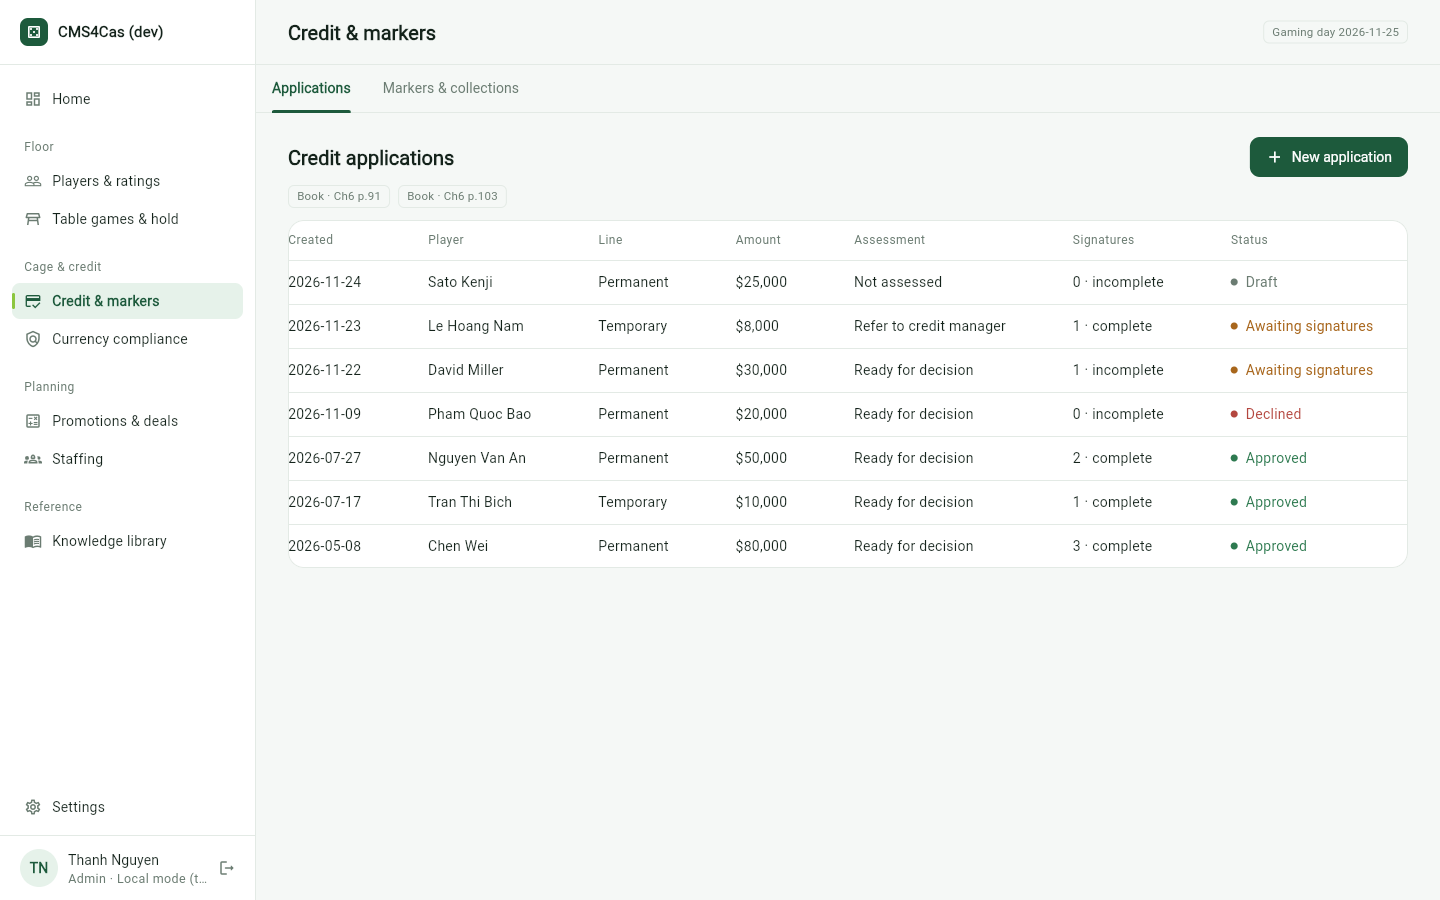 CMS4Cas (dev)
Home
Floor
Players & ratings
Table games & hold
Cage & credit
Credit & markers
Currency compliance
Planning
Promotions & deals
Staffing
Reference
Knowledge library
Settings
TN
Thanh Nguyen
Admin · Local mode (t…
Credit & markers
Gaming day 2026-11-25
Applications Markers & collections
Credit applications
New application
Book · Ch6 p.91 Book · Ch6 p.103
Created Player Line Amount Assessment Signatures Status
2026-11-24 Sato Kenji Permanent $25,000 Not assessed 0 · incomplete Draft
2026-11-23 Le Hoang Nam Temporary $8,000 Refer to credit manager 1 · complete Awaiting signatures
2026-11-22 David Miller Permanent $30,000 Ready for decision 1 · incomplete Awaiting signatures
2026-11-09 Pham Quoc Bao Permanent $20,000 Ready for decision 0 · incomplete Declined
2026-07-27 Nguyen Van An Permanent $50,000 Ready for decision 2 · complete Approved
2026-07-17 Tran Thi Bich Temporary $10,000 Ready for decision 1 · complete Approved
2026-05-08 Chen Wei Permanent $80,000 Ready for decision 3 · complete Approved